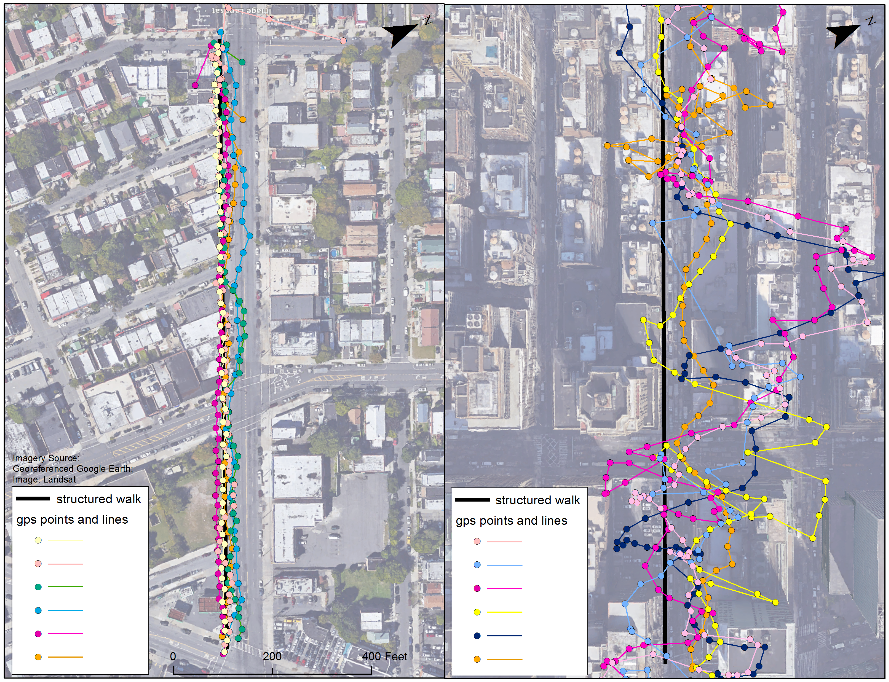 N
N
Imagery Source:
Georeferenced Google-Earth
Image: Landsat
structured walk
gps points and lines
0 200 400 Feet
structured walk
gps points and lines